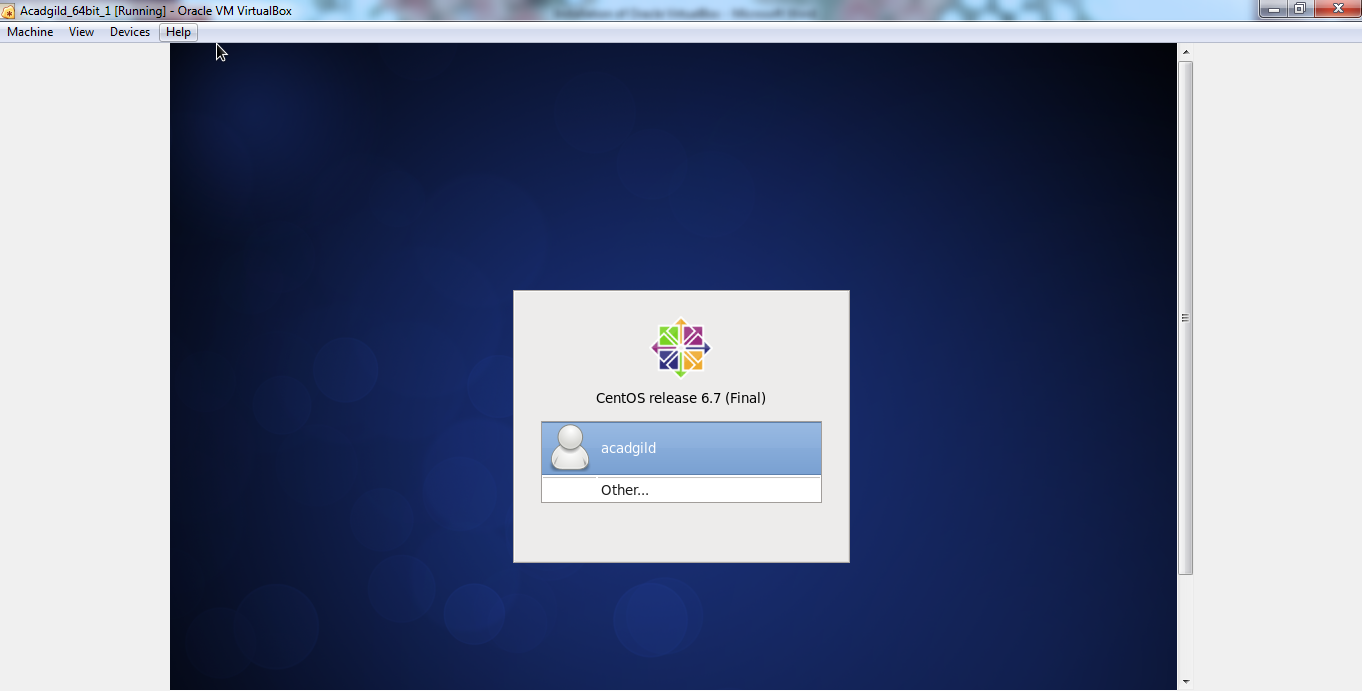 Acadgild_64bit_1 [Running] - Oracle VM VirtualBox
Machine View Devices Help
CentOS release 6.7 (Final)
acadgild
Other...